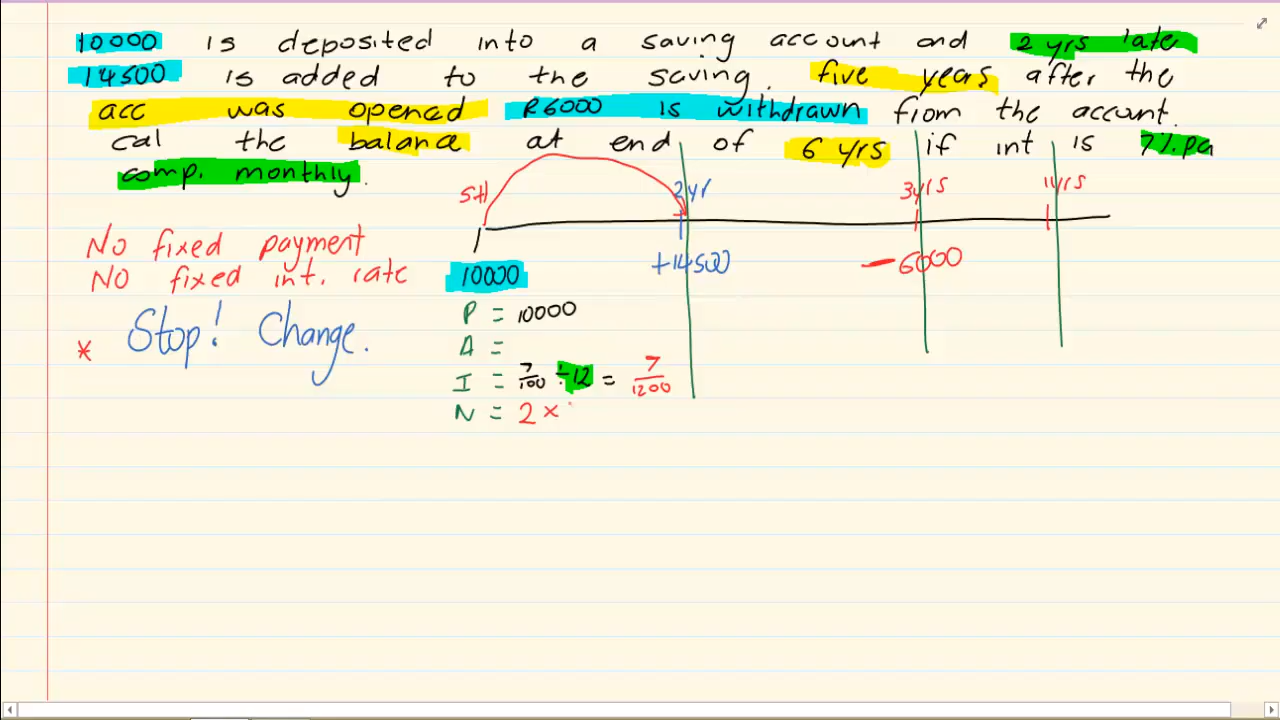 10000 is deposited into a saving account and 2 yrs late
14500 is added to the saving. five years after the
acc was opened R6000 is withdrawn from the account.
cal the balance at end of 6 yrs if int is 7%.pa
comp. monthly.
2yr 3yrs 1yrs
No fixed payment
No fixed int. rate
10000 +14500 - 6000
* Stop! Change.
P = 10000
A =
I = 7/100 ÷ 12 = 7/1200
N = 2 ×